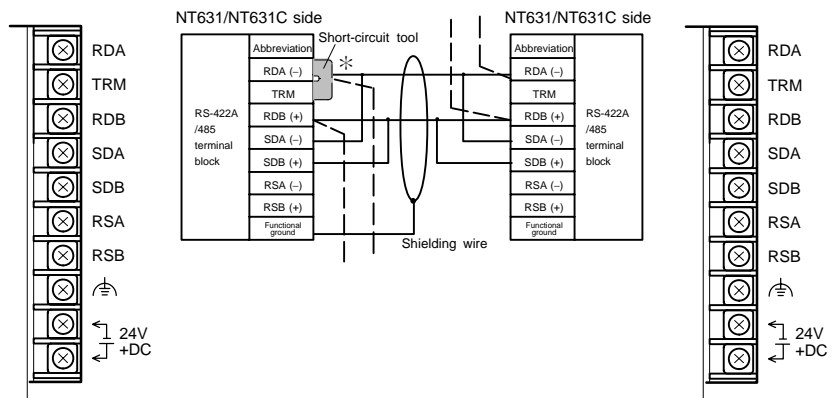 RDA
TRM
RDB
SDA
SDB
RSA
RSB
24V
+DC
NT631/NT631C side
Short-circuit tool
*
RS-422A
/485
terminal
block
Abbreviation
RDA (–)
TRM
RDB (+)
SDA (–)
SDB (+)
RSA (–)
RSB (+)
Functional
ground
Shielding wire
NT631/NT631C side
Abbreviation
RDA (–)
TRM
RDB (+)
SDA (–)
SDB (+)
RSA (–)
RSB (+)
Functional
ground
RS-422A
/485
terminal
block
RDA
TRM
RDB
SDA
SDB
RSA
RSB
24V
+DC